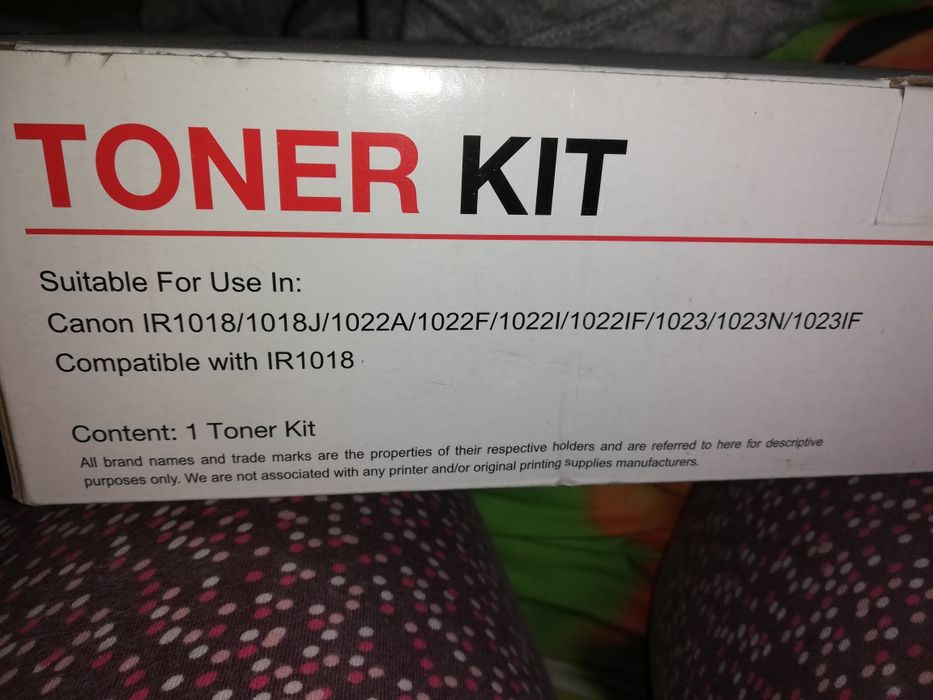 TONER KIT
Suitable For Use In:
Canon IR1018/1018J/1022A/1022F/1022I/1022IF/1023/1023N/1023IF
Compatible with IR1018
Content: 1 Toner Kit
All brand names and trade marks are the properties of their respective holders and are referred to here for descriptive
purposes only. We are not associated with any printer and/or original printing supplies manufacturers.